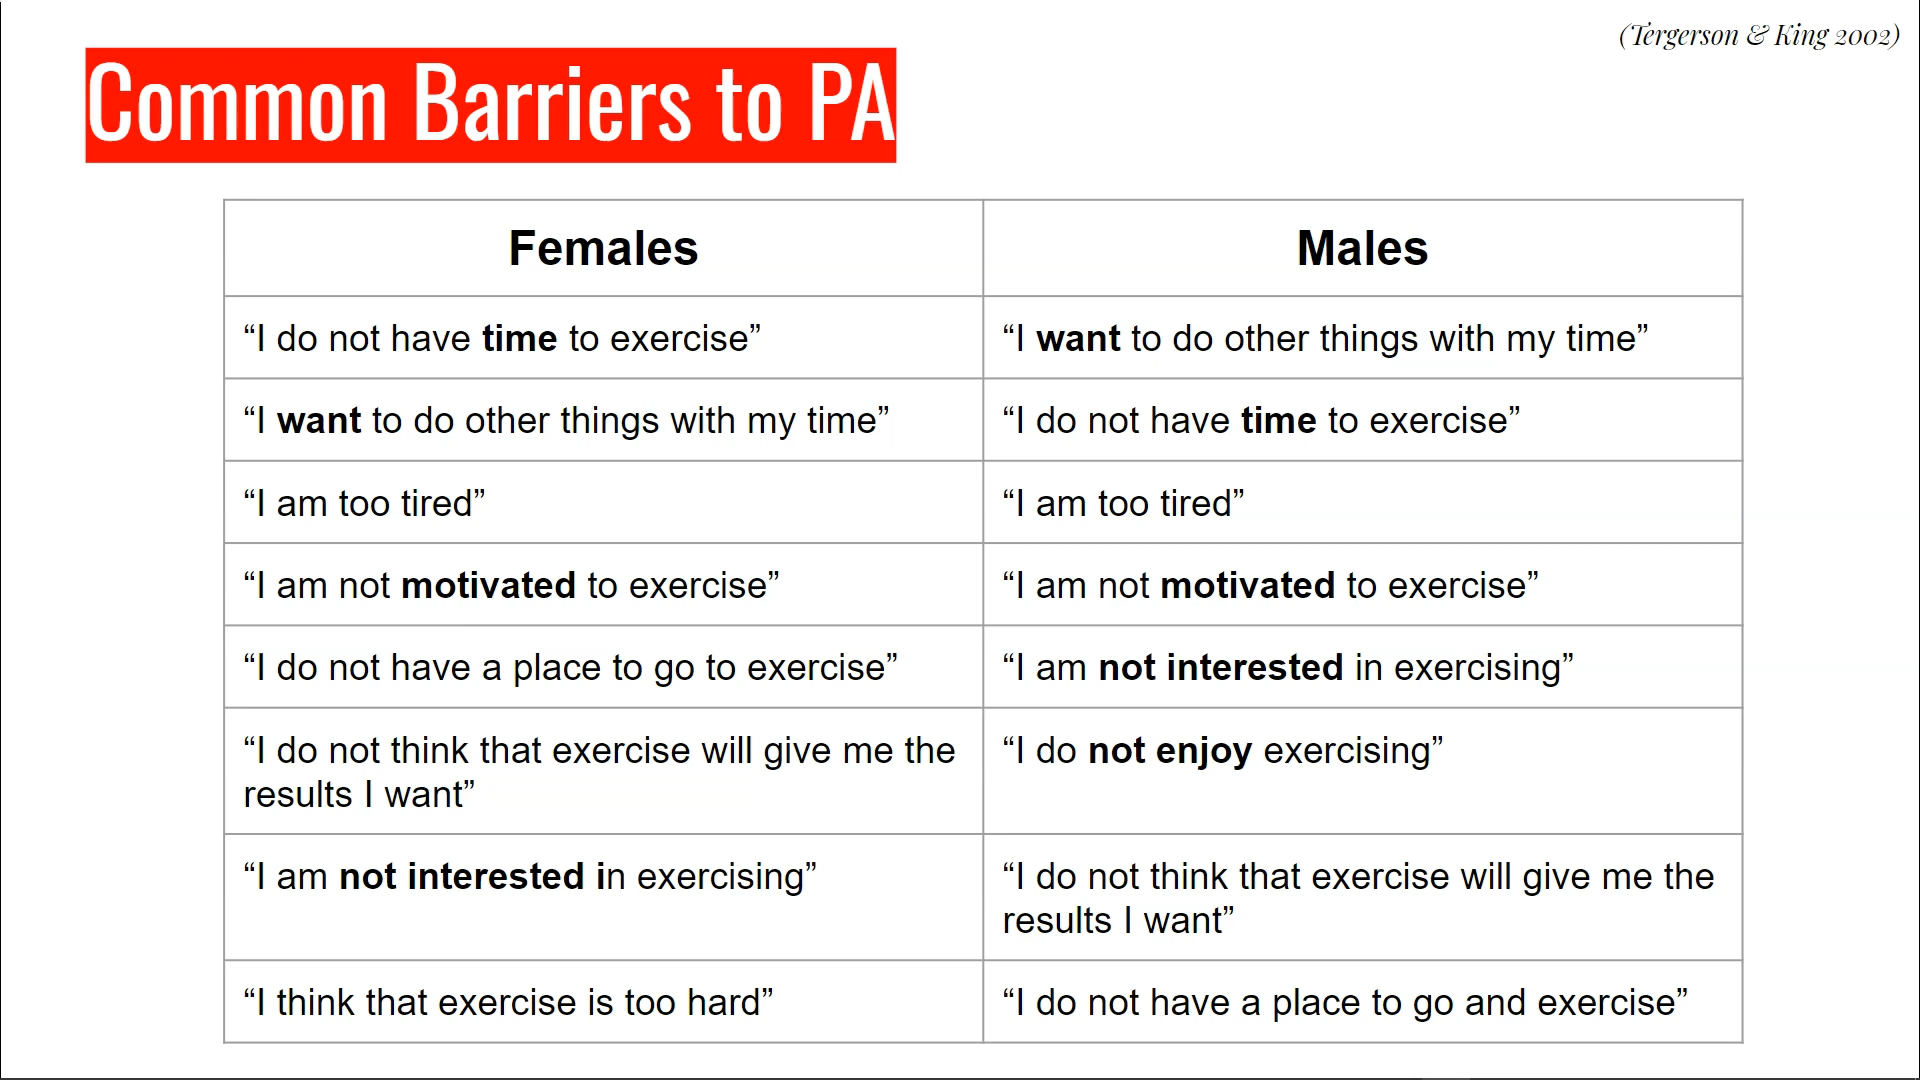 (Tergerson & King 2002)
Common Barriers to PA
Females
Males
“I do not have time to exercise”
“I want to do other things with my time”
“I want to do other things with my time”
“I do not have time to exercise”
“I am too tired”
“I am too tired”
“I am not motivated to exercise”
“I am not motivated to exercise”
“I do not have a place to go to exercise”
“I am not interested in exercising”
“I do not think that exercise will give me the
results I want”
“I do not enjoy exercising”
“I am not interested in exercising”
“I do not think that exercise will give me the
results I want”
“I think that exercise is too hard”
“I do not have a place to go and exercise”